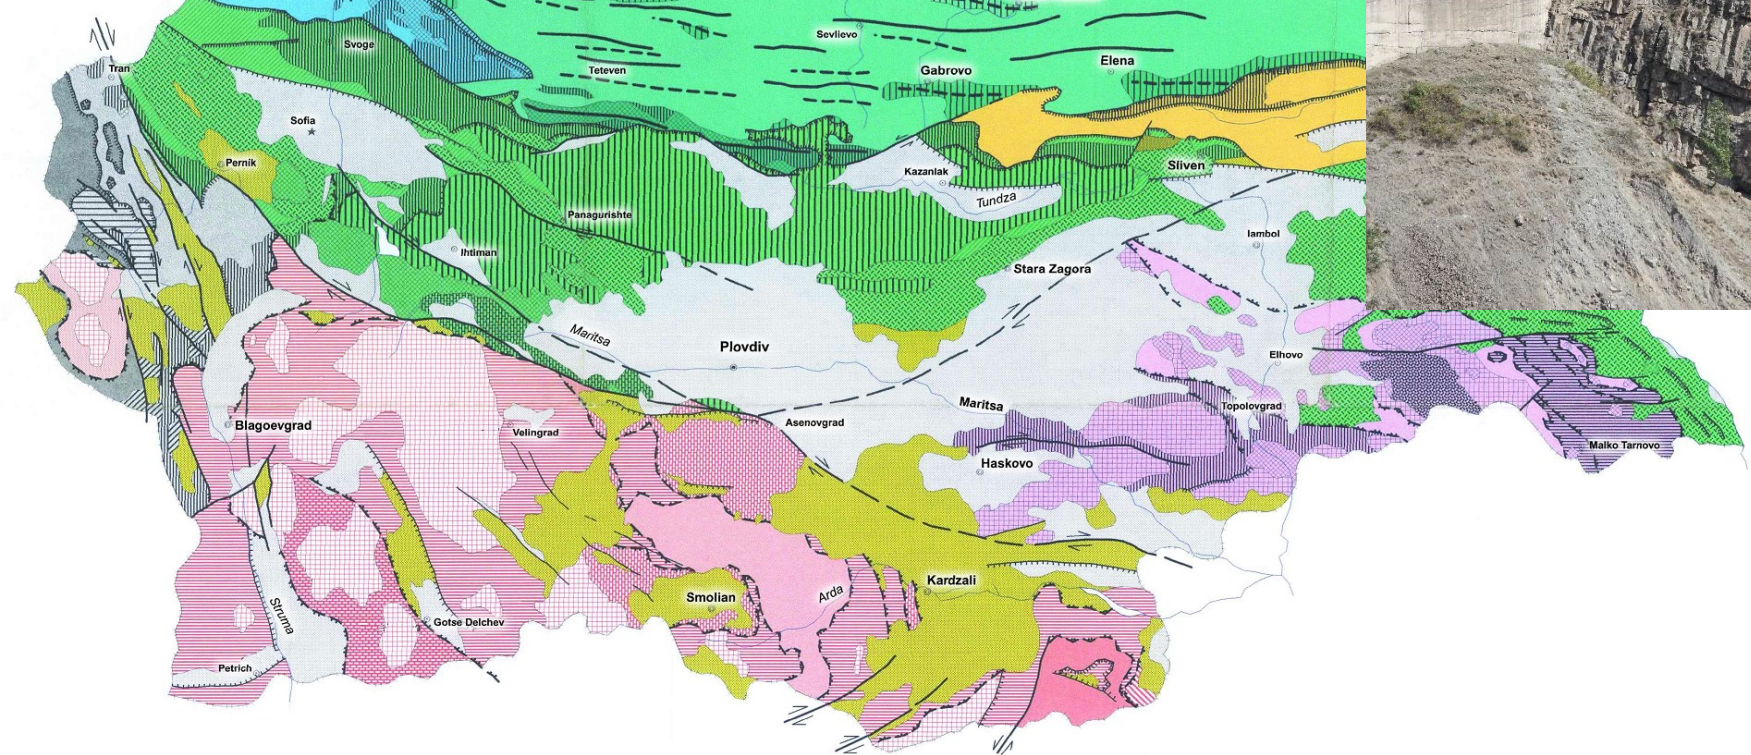 Sevlievo
Svoge
Elena
Tran
Teteven
Gabrovo
Sofia
Pernik
Sliven
Kazanlak
Tundza
Panagurishte
Iambol
Ihtiman
Stara Zagora
Maritsa
Plovdiv
Elhovo
Maritsa
Topolovgrad
Blagoevgrad
Velingrad
Asenovgrad
Malko Tarnovo
Haskovo
Kardzali
Smolian
Arda
Struma
Gotse Delchev
Petrich